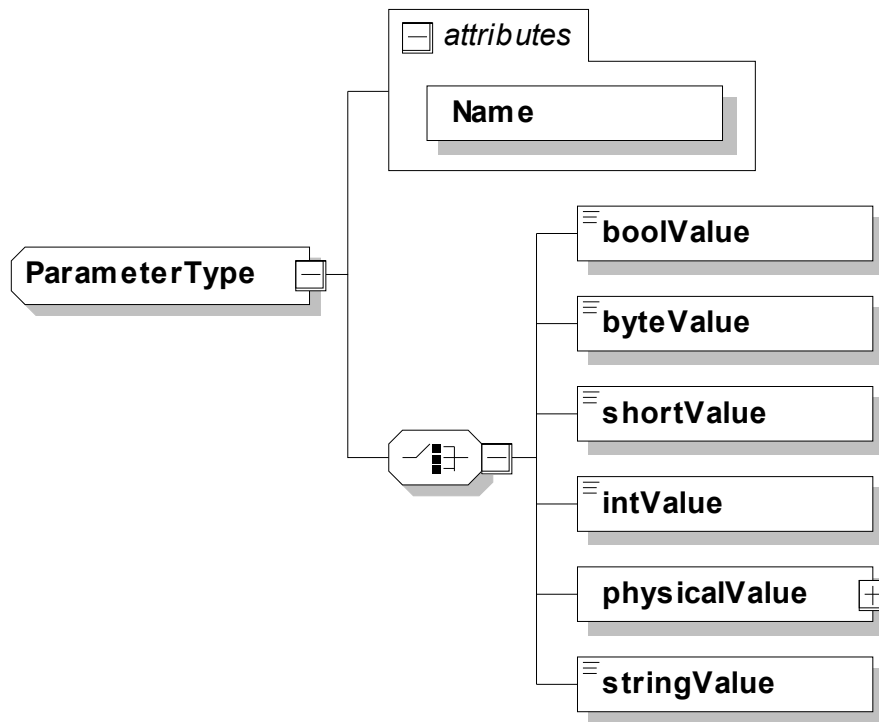 attributes
Name
ParameterType
boolValue
byteValue
shortValue
intValue
physicalValue
stringValue